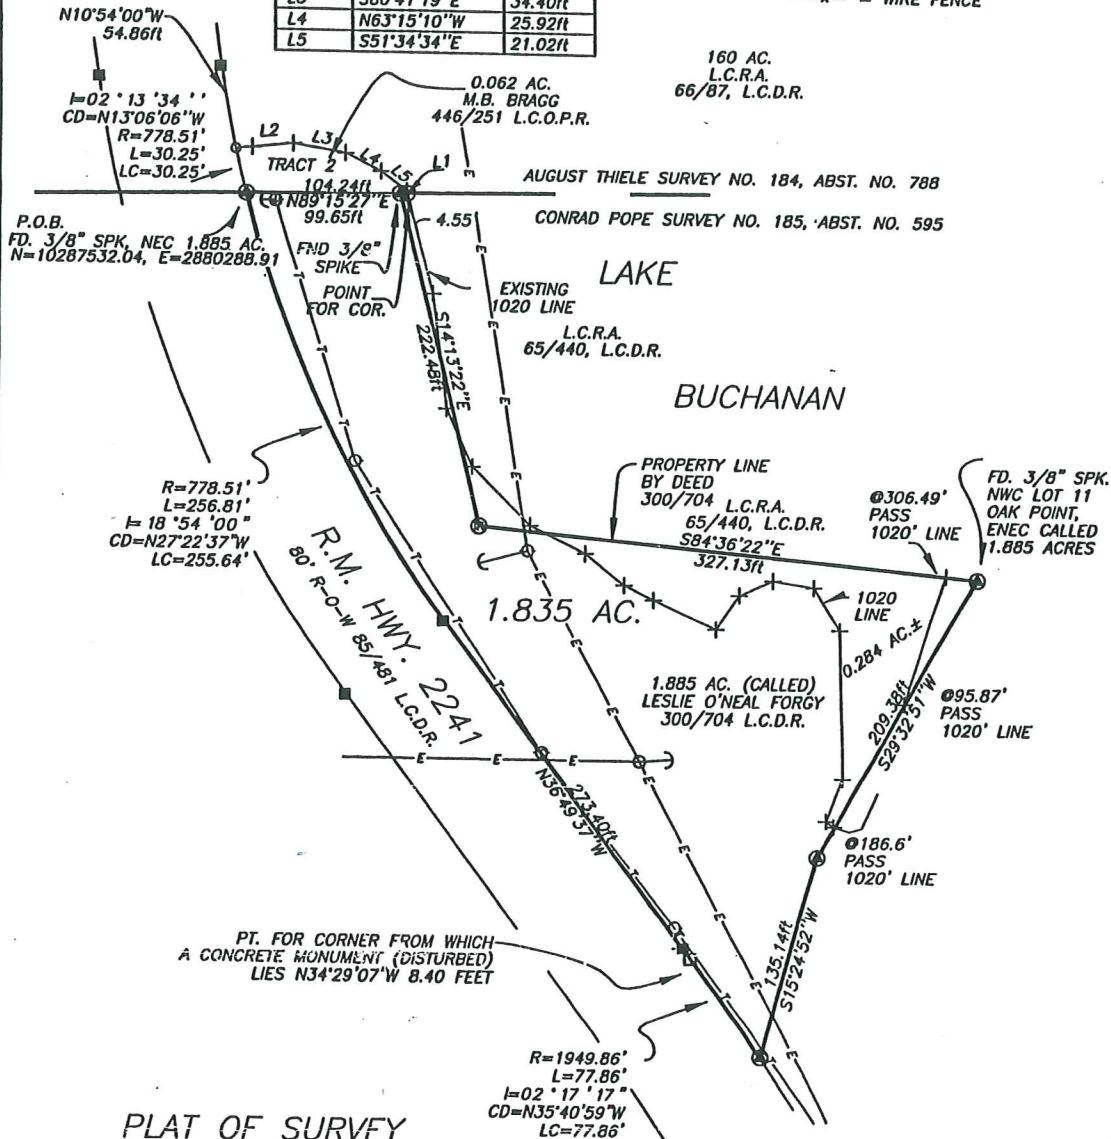 N10°54'00"W
54.86ft
L3 S80°41'19"E 34.40ft
L4 N63°15'10"W 25.92ft
L5 S51°34'34"E 21.02ft
WIRE FENCE
160 AC.
L.C.R.A.
66/87, L.C.D.R.
0.062 AC.
M.B. BRAGG
446/251 L.C.O.P.R.
I=02°13'34''
CD=N13°06'06"W
R=778.51'
L=30.25'
LC=30.25'
L2
L3
L4
L5
L1
TRACT 2
104.24ft
N89°15'27"E
99.65ft
4.55
AUGUST THIELE SURVEY NO. 184, ABST. NO. 788
CONRAD POPE SURVEY NO. 185, ABST. NO. 595
P.O.B.
FD. 3/8" SPK, NEC 1.885 AC.
N=10287532.04, E=2880288.91
FND 3/8"
SPIKE
POINT
FOR COR.
EXISTING
1020 LINE
LAKE
L.C.R.A.
65/440, L.C.D.R.
S14°13'22"E
222.48ft
BUCHANAN
R=778.51'
L=256.81'
I=18°54'00"
CD=N27°22'37"W
LC=255.64'
PROPERTY LINE
BY DEED
300/704
L.C.R.A.
65/440, L.C.D.R.
S84°36'22"E
327.13ft
@306.49'
PASS
1020' LINE
FD. 3/8" SPK.
NWC LOT 11
OAK POINT,
ENEC CALLED
1.885 ACRES
R.M. HWY. 2241
80' R-O-W 85/481 L.C.D.R.
1.835 AC.
1020
LINE
0.284 AC.±
1.885 AC. (CALLED)
LESLIE O'NEAL FORGY
300/704 L.C.D.R.
209.38ft
S29°32'51"W
@95.87'
PASS
1020' LINE
273.40ft
N36°49'37"W
@186.6'
PASS
1020' LINE
135.14ft
S15°24'52"W
PT. FOR CORNER FROM WHICH
A CONCRETE MONUMENT (DISTURBED)
LIES N34°29'07"W 8.40 FEET
R=1949.86'
L=77.86'
I=02°17'17"
CD=N35°40'59"W
LC=77.86'
PLAT OF SURVEY